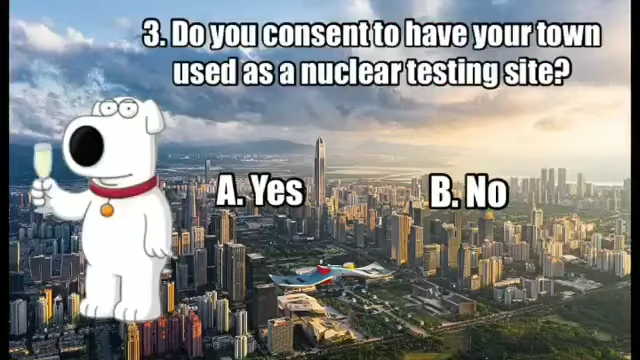 3. Do you consent to have your town
used as a nuclear testing site?
A. Yes
B. No